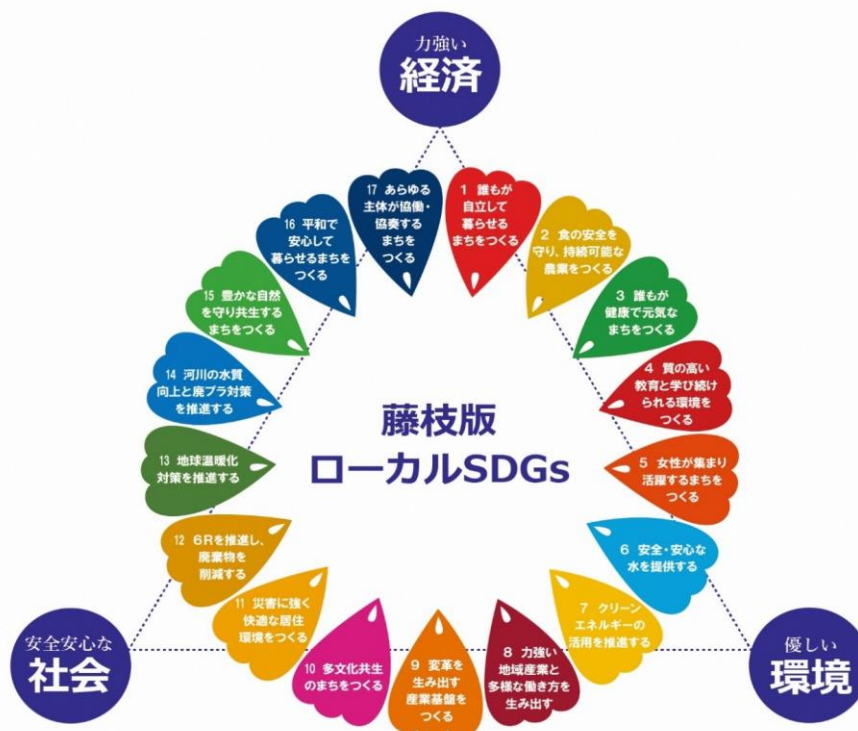 力強い
経済
1 誰もが
自立して
暮らせる
まちをつくる
2 食の安全を
守り、持続可能な
農業をつくる
3 誰もが
健康で元気な
まちをつくる
4 質の高い
教育と学び続け
られる環境を
つくる
5 女性が集まり
活躍するまちを
つくる
6 安全・安心な
水を提供する
7 クリーン
エネルギーの
活用を推進する
8 力強い
地域産業と
多様な働き方を
生み出す
9 変革を
生み出す
産業基盤を
つくる
10 多文化共生
のまちをつくる
11 災害に強く
快適な居住
環境をつくる
12 6Rを推進し、
廃棄物を
削減する
13 地球温暖化
対策を推進する
14 河川の水質
向上と廃プラ対策
を推進する
15 豊かな自然
を守り共生する
まちをつくる
16 平和で
安心して
暮らせるまちを
つくる
17 あらゆる
主体が協働・
協奏する
まちを
つくる
藤枝版
ローカルSDGs
安全安心な
社会
優しい
環境